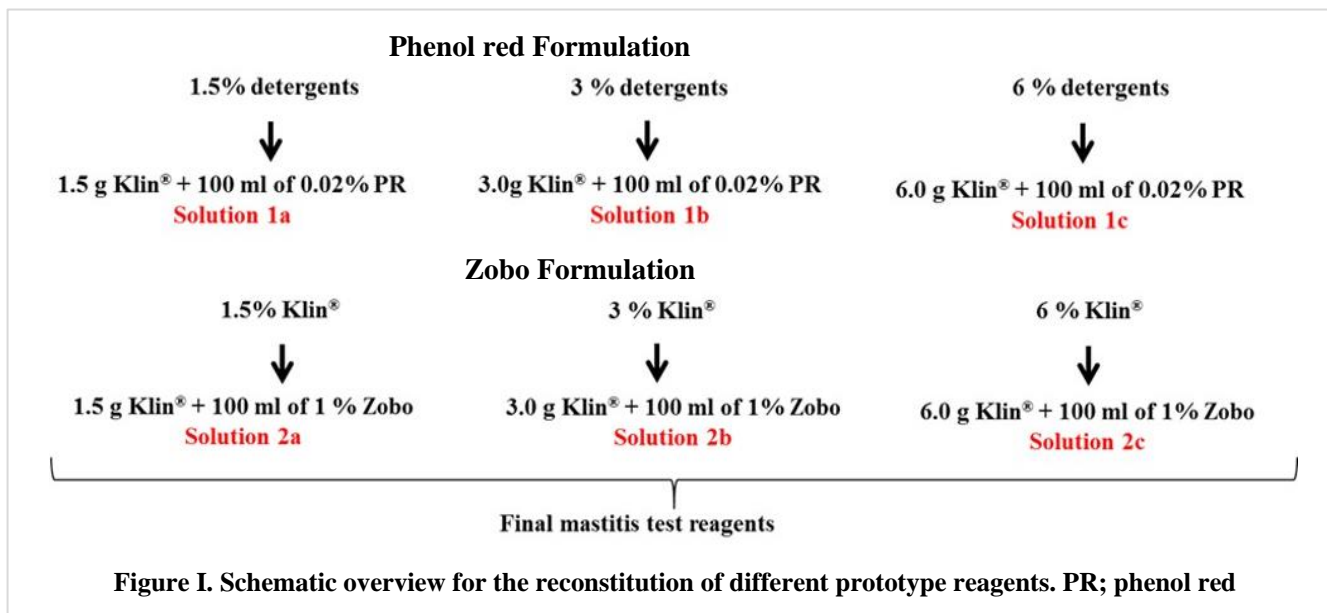 Phenol red Formulation
1.5% detergents 3 % detergents 6 % detergents
1.5 g Klin® + 100 ml of 0.02% PR 3.0g Klin® + 100 ml of 0.02% PR 6.0 g Klin® + 100 ml of 0.02% PR
Solution 1a Solution 1b Solution 1c
Zobo Formulation
1.5% Klin® 3 % Klin® 6 % Klin®
1.5 g Klin® + 100 ml of 1 % Zobo 3.0 g Klin® + 100 ml of 1% Zobo 6.0 g Klin® + 100 ml of 1% Zobo
Solution 2a Solution 2b Solution 2c
Final mastitis test reagents
Figure I. Schematic overview for the reconstitution of different prototype reagents. PR; phenol red